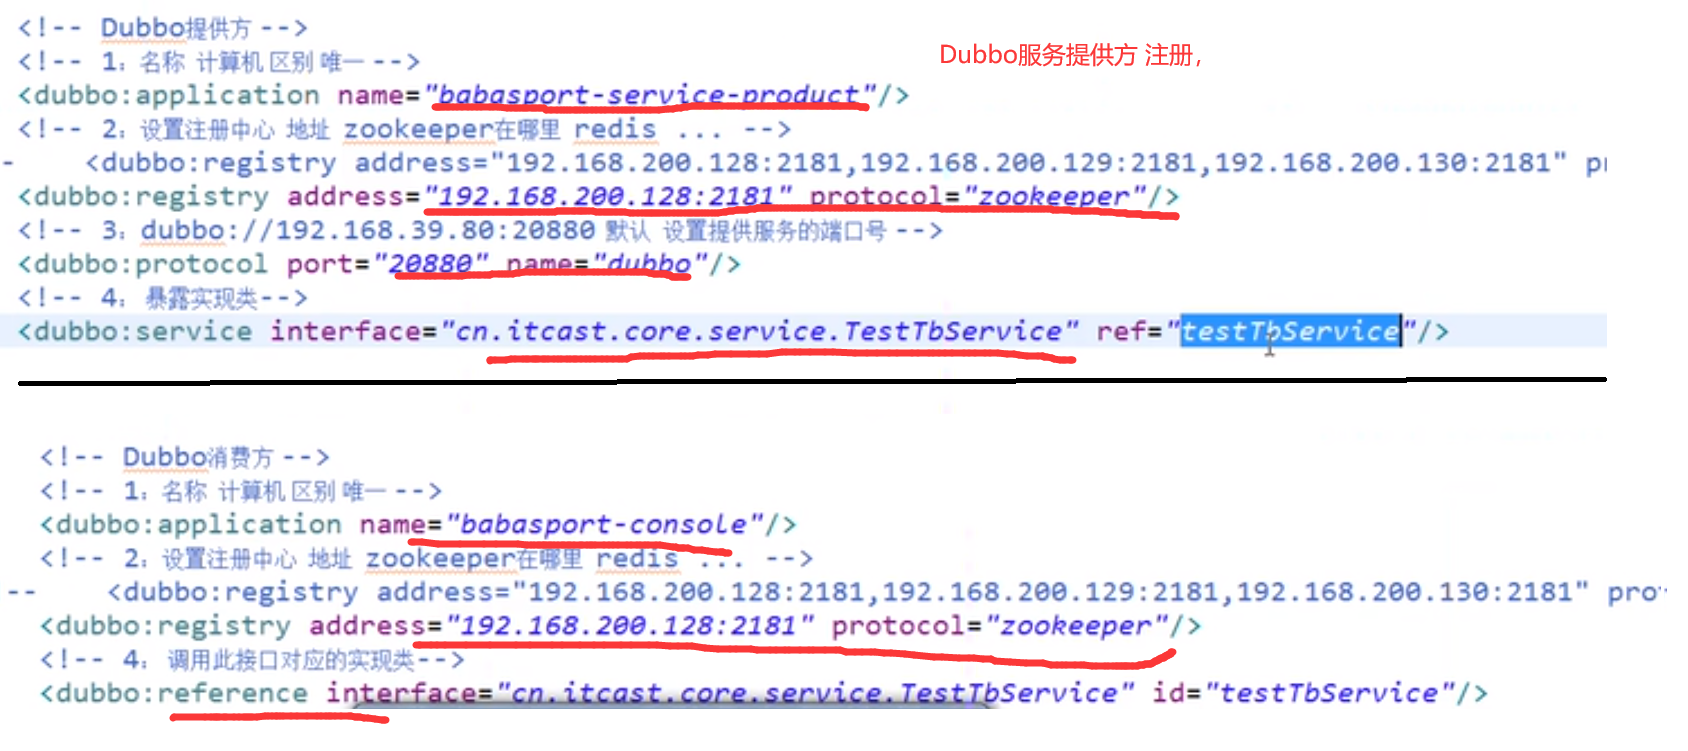 <!-- Dubbo提供方 -->
<!-- 1：名称 计算机 区别 唯一 -->
Dubbo服务提供方 注册，
<dubbo:application name="babasport-service-product"/>
<!-- 2：设置注册中心 地址 zookeeper在哪里 redis ... -->
- <dubbo:registry address="192.168.200.128:2181,192.168.200.129:2181,192.168.200.130:2181"
<dubbo:registry address="192.168.200.128:2181" protocol="zookeeper"/>
<!-- 3：dubbo://192.168.39.80:20880 默认 设置提供服务的端口号 -->
<dubbo:protocol port="20880" name="dubbo"/>
<!-- 4： 暴露实现类-->
<dubbo:service interface="cn.itcast.core.service.TestTbService" ref="testTbService"/>
<!-- Dubbo消费方 -->
<!-- 1：名称 计算机 区别 唯一 -->
<dubbo:application name="babasport-console"/>
<!-- 2：设置注册中心 地址 zookeeper在哪里 redis ... -->
-- <dubbo:registry address="192.168.200.128:2181,192.168.200.129:2181,192.168.200.130:2181" pro
<dubbo:registry address="192.168.200.128:2181" protocol="zookeeper"/>
<!-- 4： 调用此接口对应的实现类-->
<dubbo:reference interface="cn.itcast.core.service.TestTbService" id="testTbService"/>